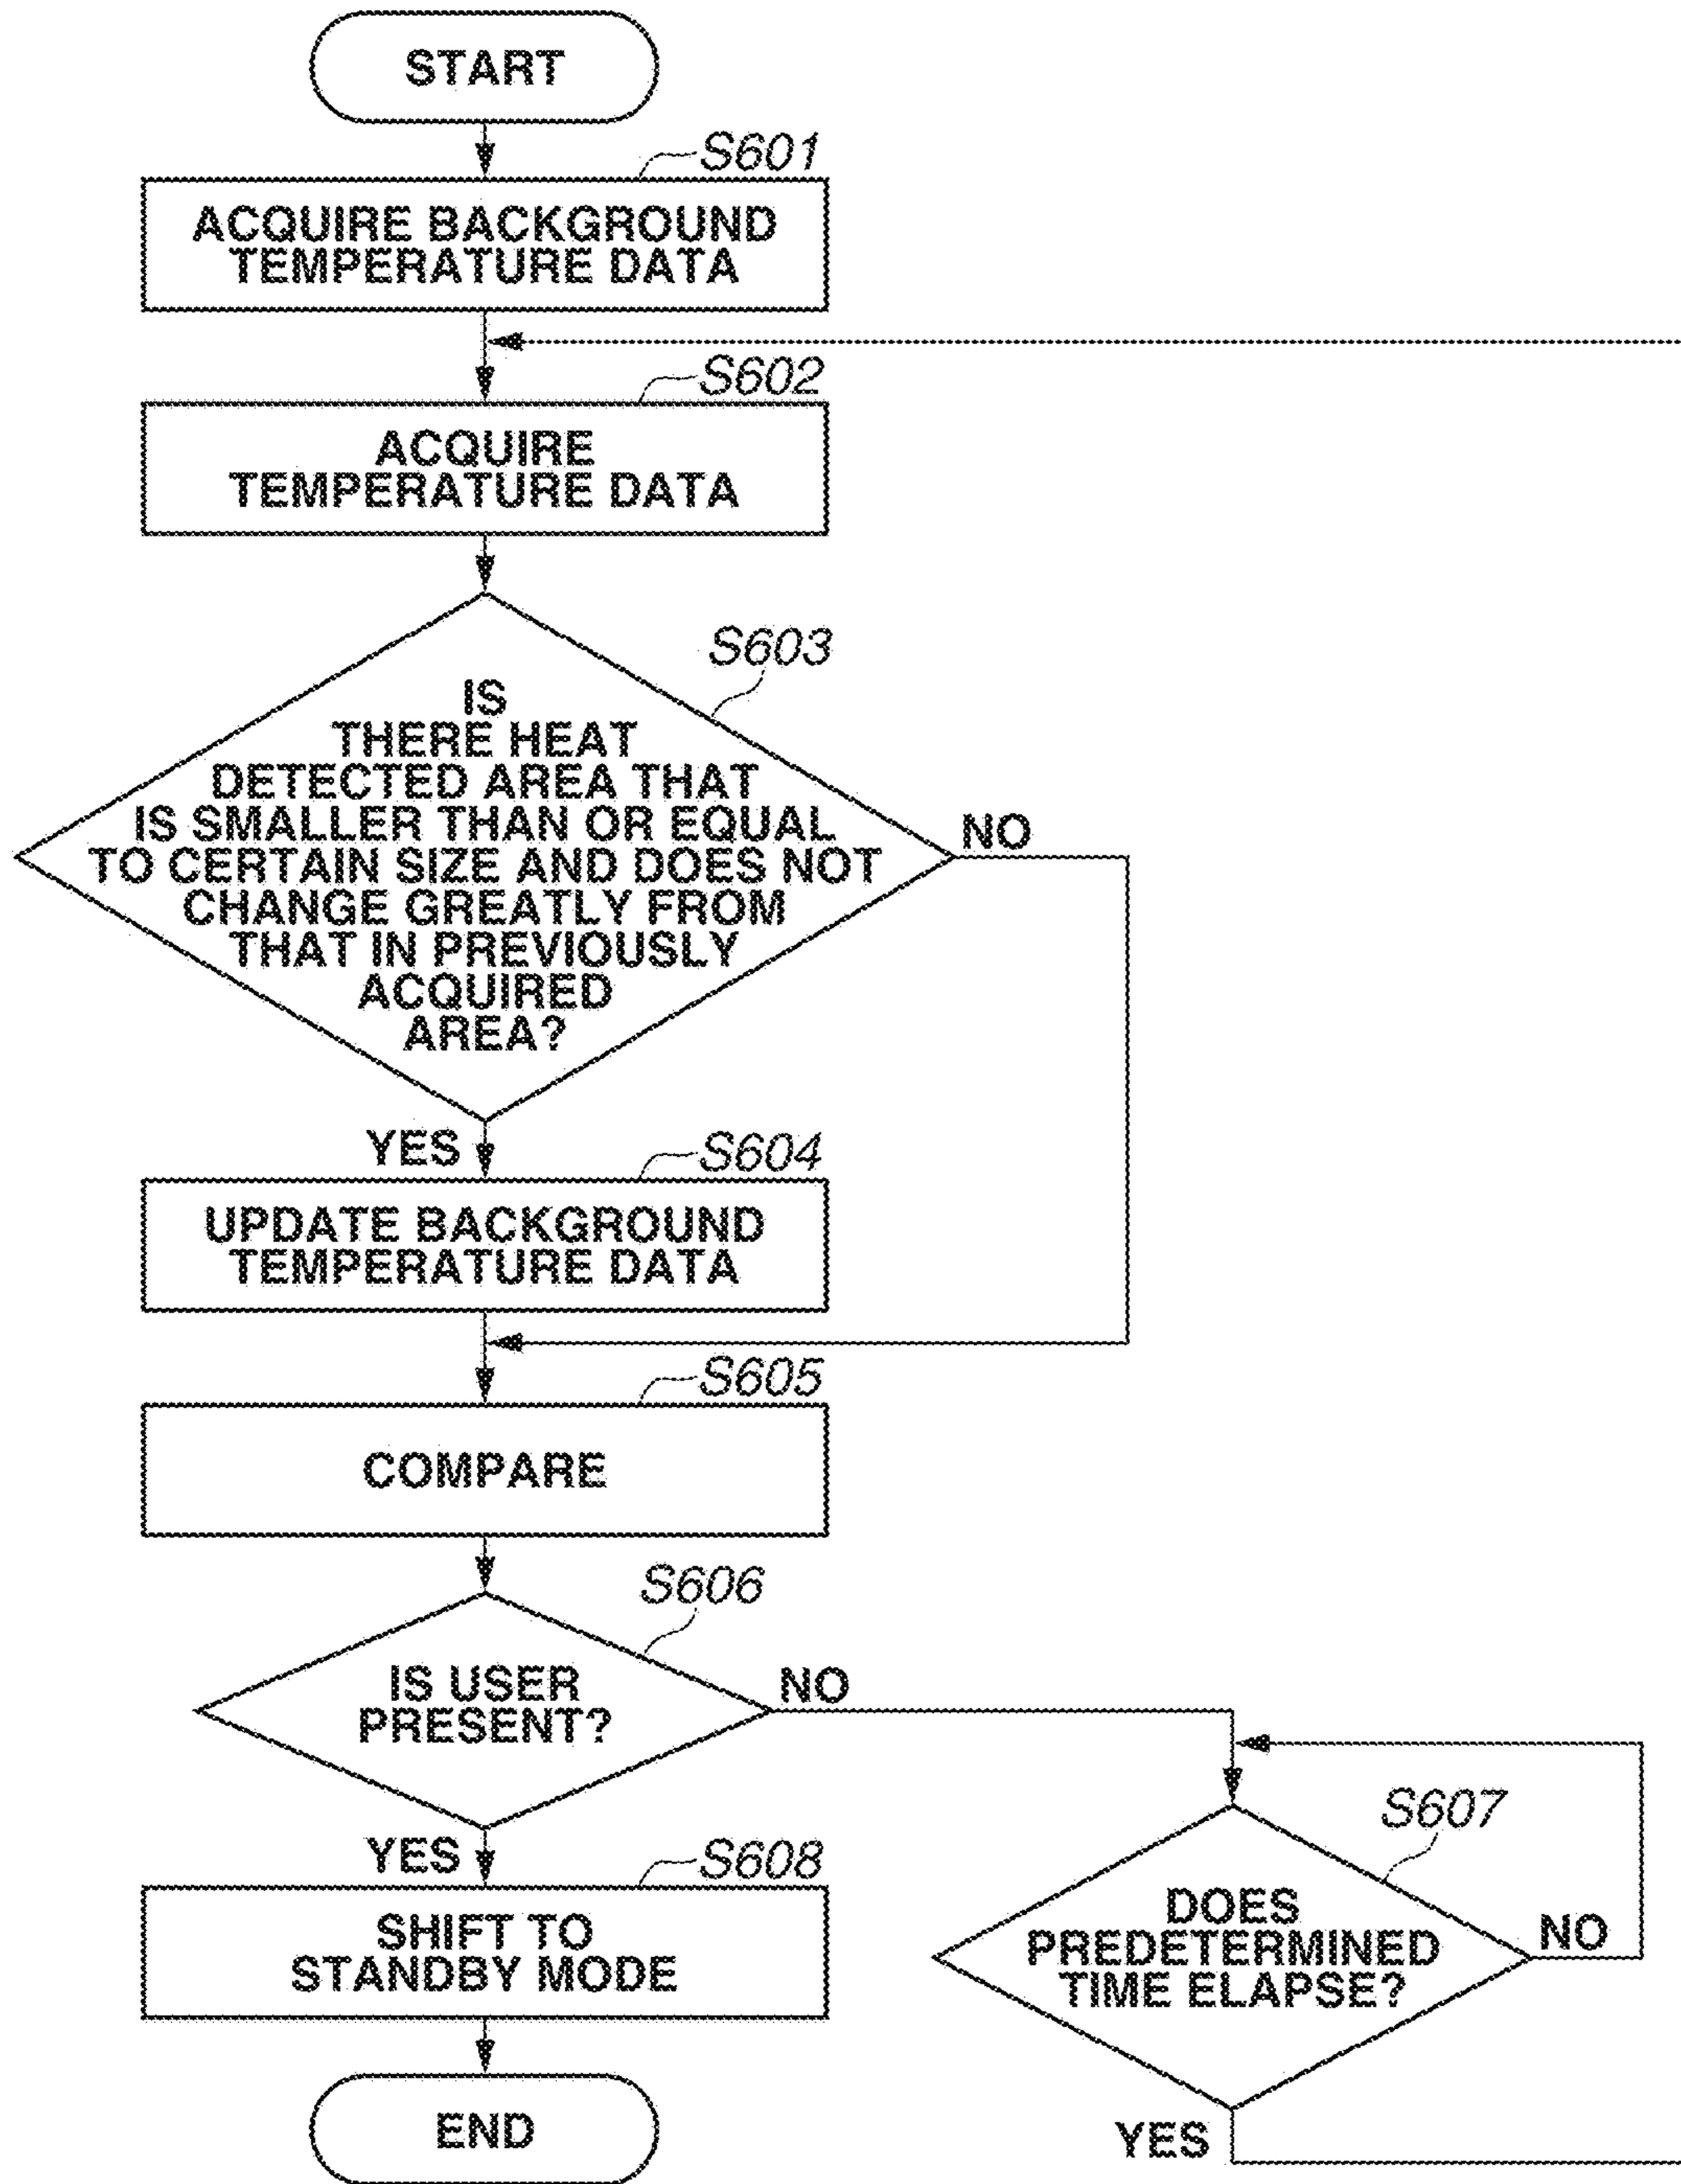 START
S601
ACQUIRE BACKGROUND
TEMPERATURE DATA
S602
ACQUIRE
TEMPERATURE DATA
S603
IS
THERE HEAT
DETECTED AREA THAT
IS SMALLER THAN OR EQUAL
TO CERTAIN SIZE AND DOES NOT
CHANGE GREATLY FROM
THAT IN PREVIOUSLY
ACQUIRED
AREA?
NO
YES
S604
UPDATE BACKGROUND
TEMPERATURE DATA
S605
COMPARE
S606
IS USER
PRESENT?
NO
YES
S607
DOES
PREDETERMINED
TIME ELAPSE?
NO
YES
S608
SHIFT TO
STANDBY MODE
END